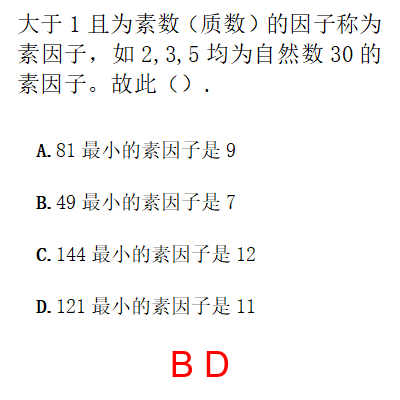 大于 1 且为素数（质数）的因子称为
素因子，如 2,3,5 均为自然数 30 的
素因子。故此（）.
A. 81 最小的素因子是 9
B. 49 最小的素因子是 7
C. 144 最小的素因子是 12
D. 121 最小的素因子是 11
B D